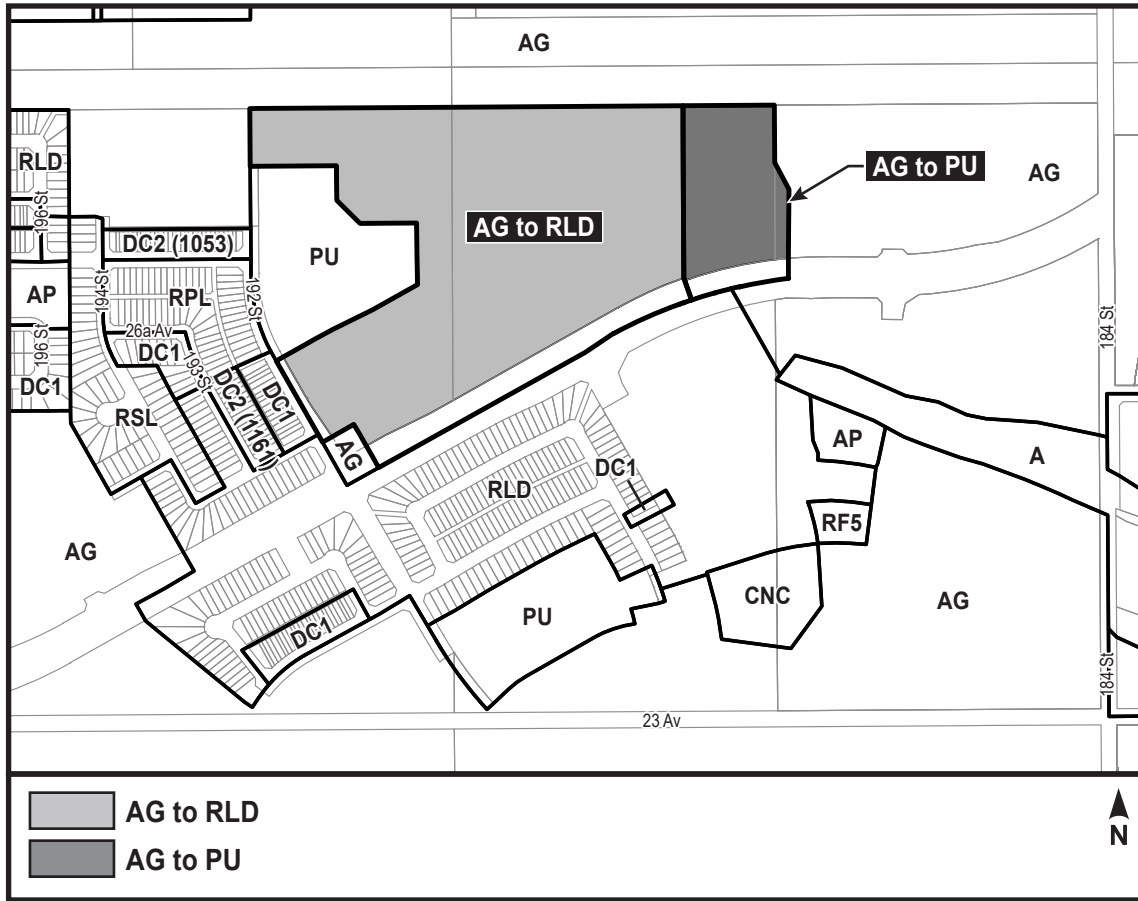 AG
RLD
196 St
AG to PU
AG
AG to RLD
DC2 (1053)
PU
AP
194 St
RPL
192 St
26a Av
196 St
DC1
193 St
184 St
DC1
DC2 (1161)
DC1
RSL
AG
AP
A
DC1
RLD
RF5
AG
CNC
AG
PU
DC1
184 St
23 Av
AG to RLD
AG to PU
N